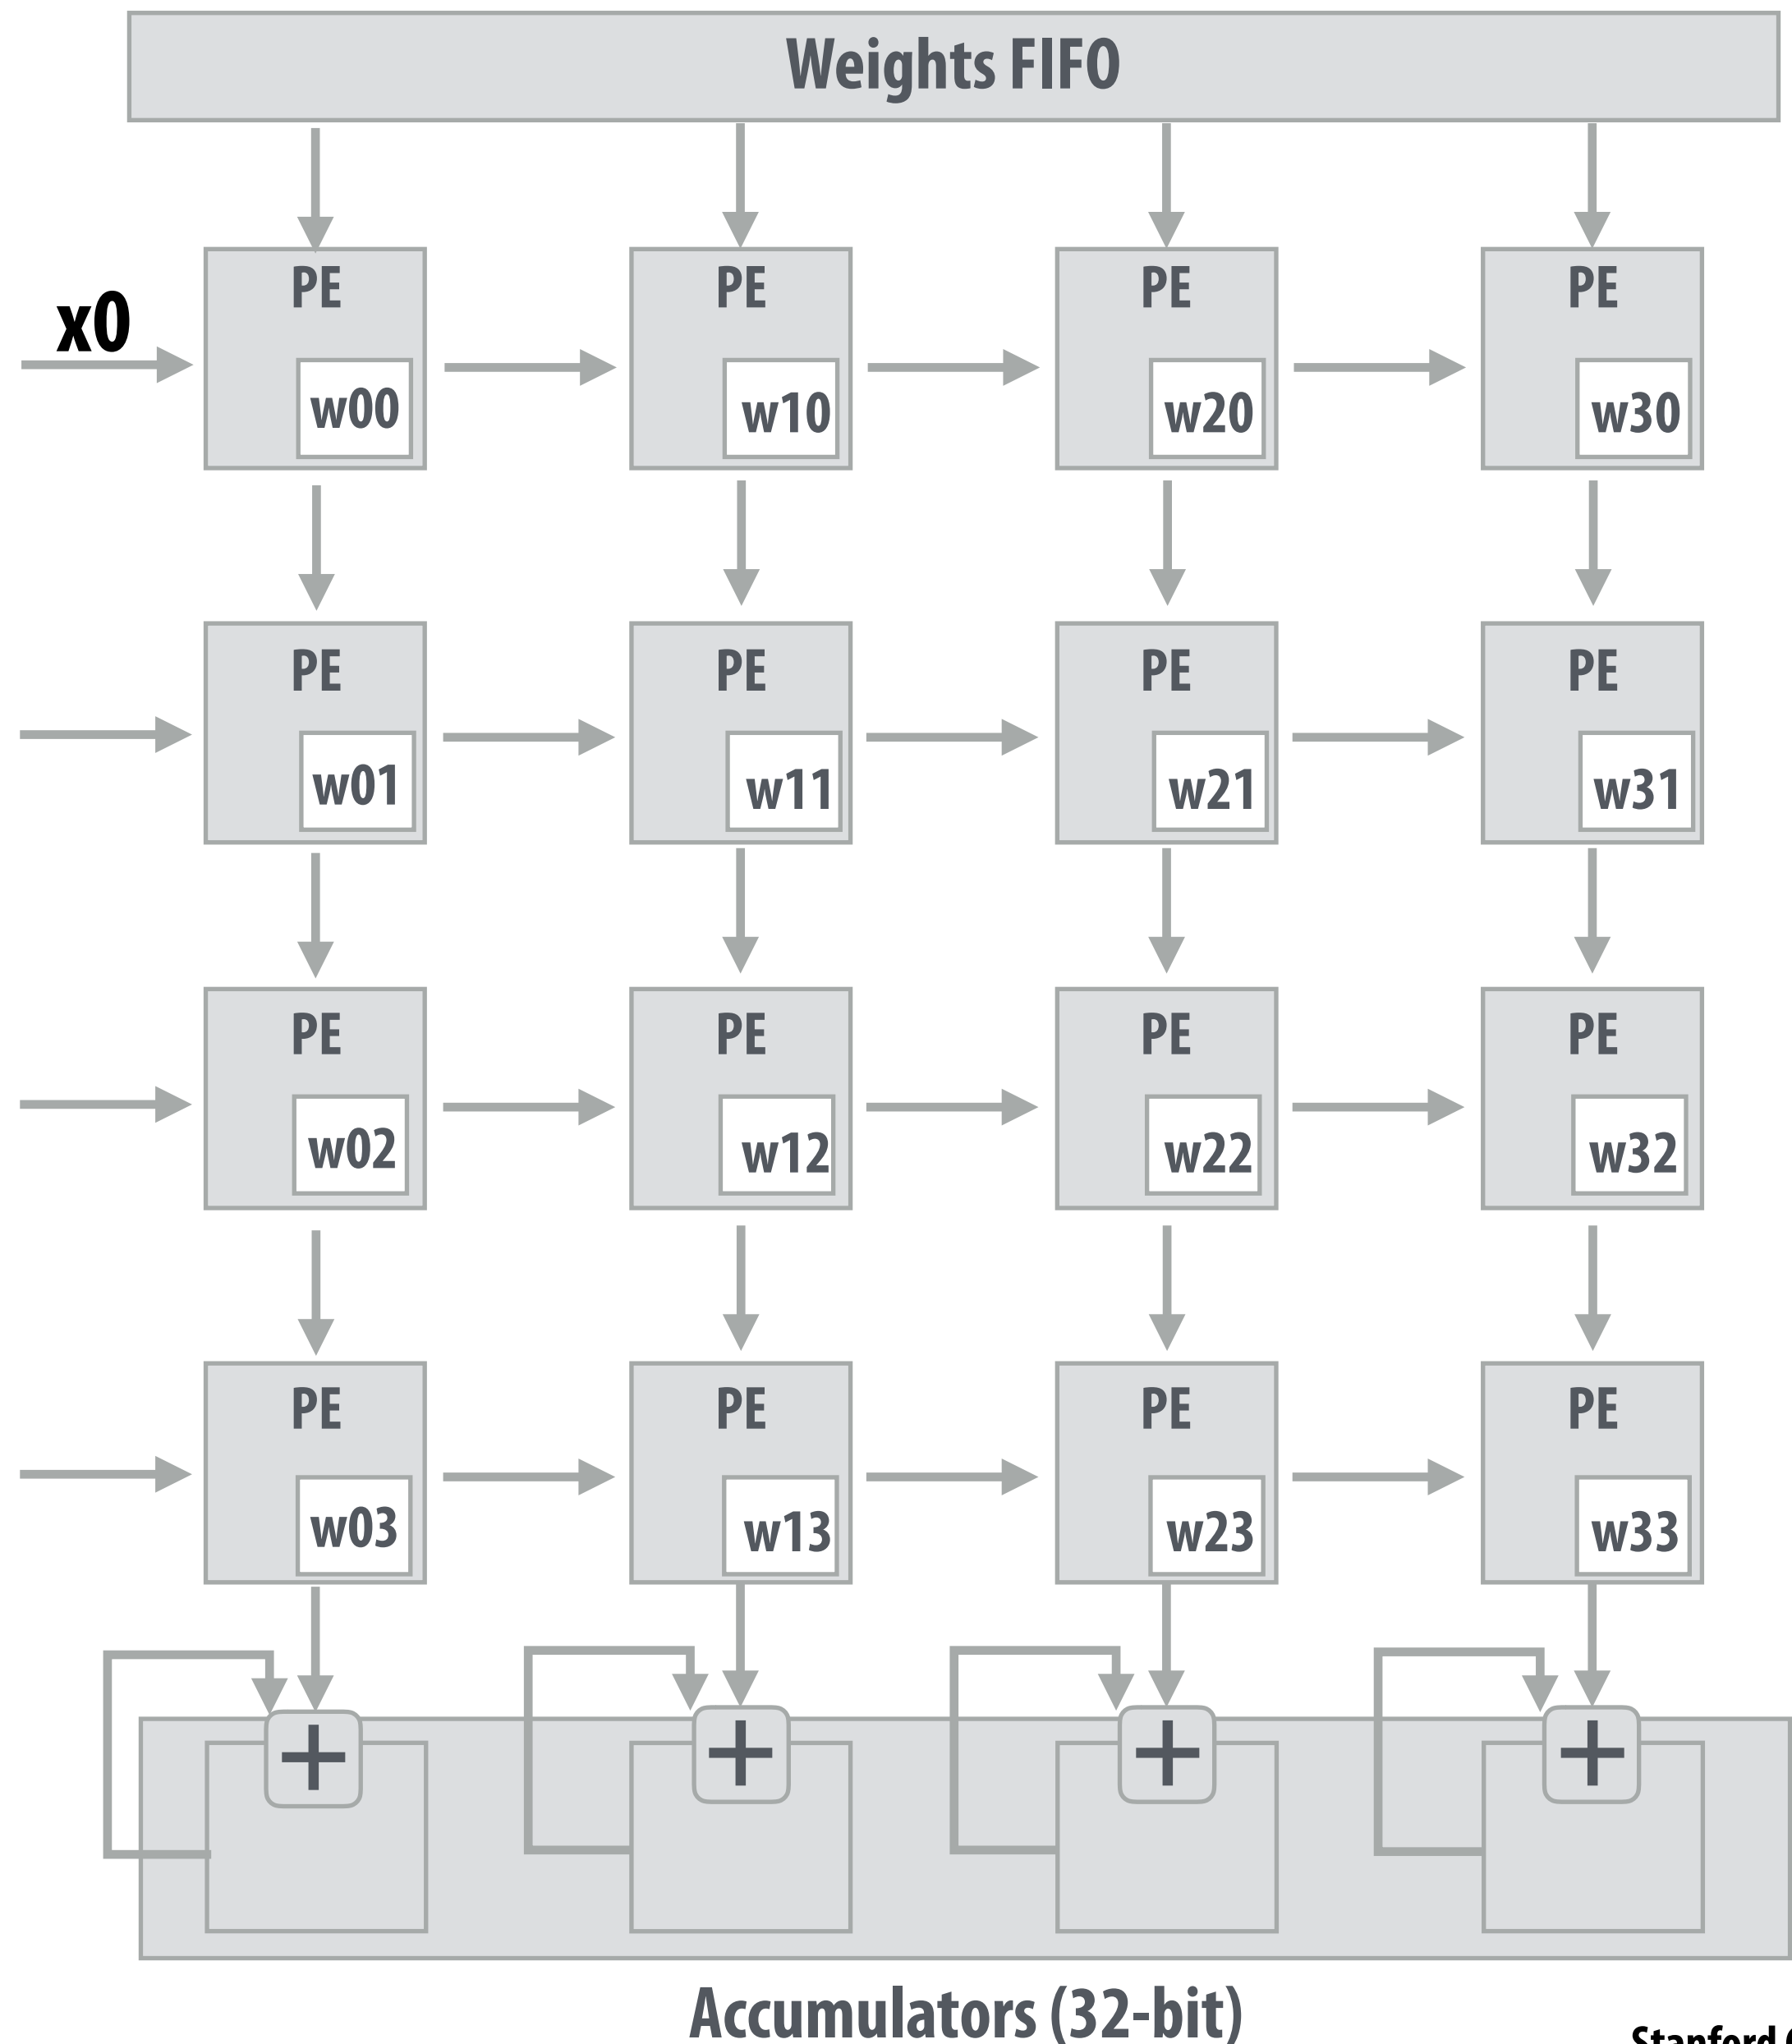 Weights FIFO
PE PE PE PE
x0
w00 w10 w20 w30
PE PE PE PE
w01 w11 w21 w31
PE PE PE PE
w02 w12 w22 w32
PE PE PE PE
w03 w13 w23 w33
+ + + +
Accumulators (32-bit)
Stanford